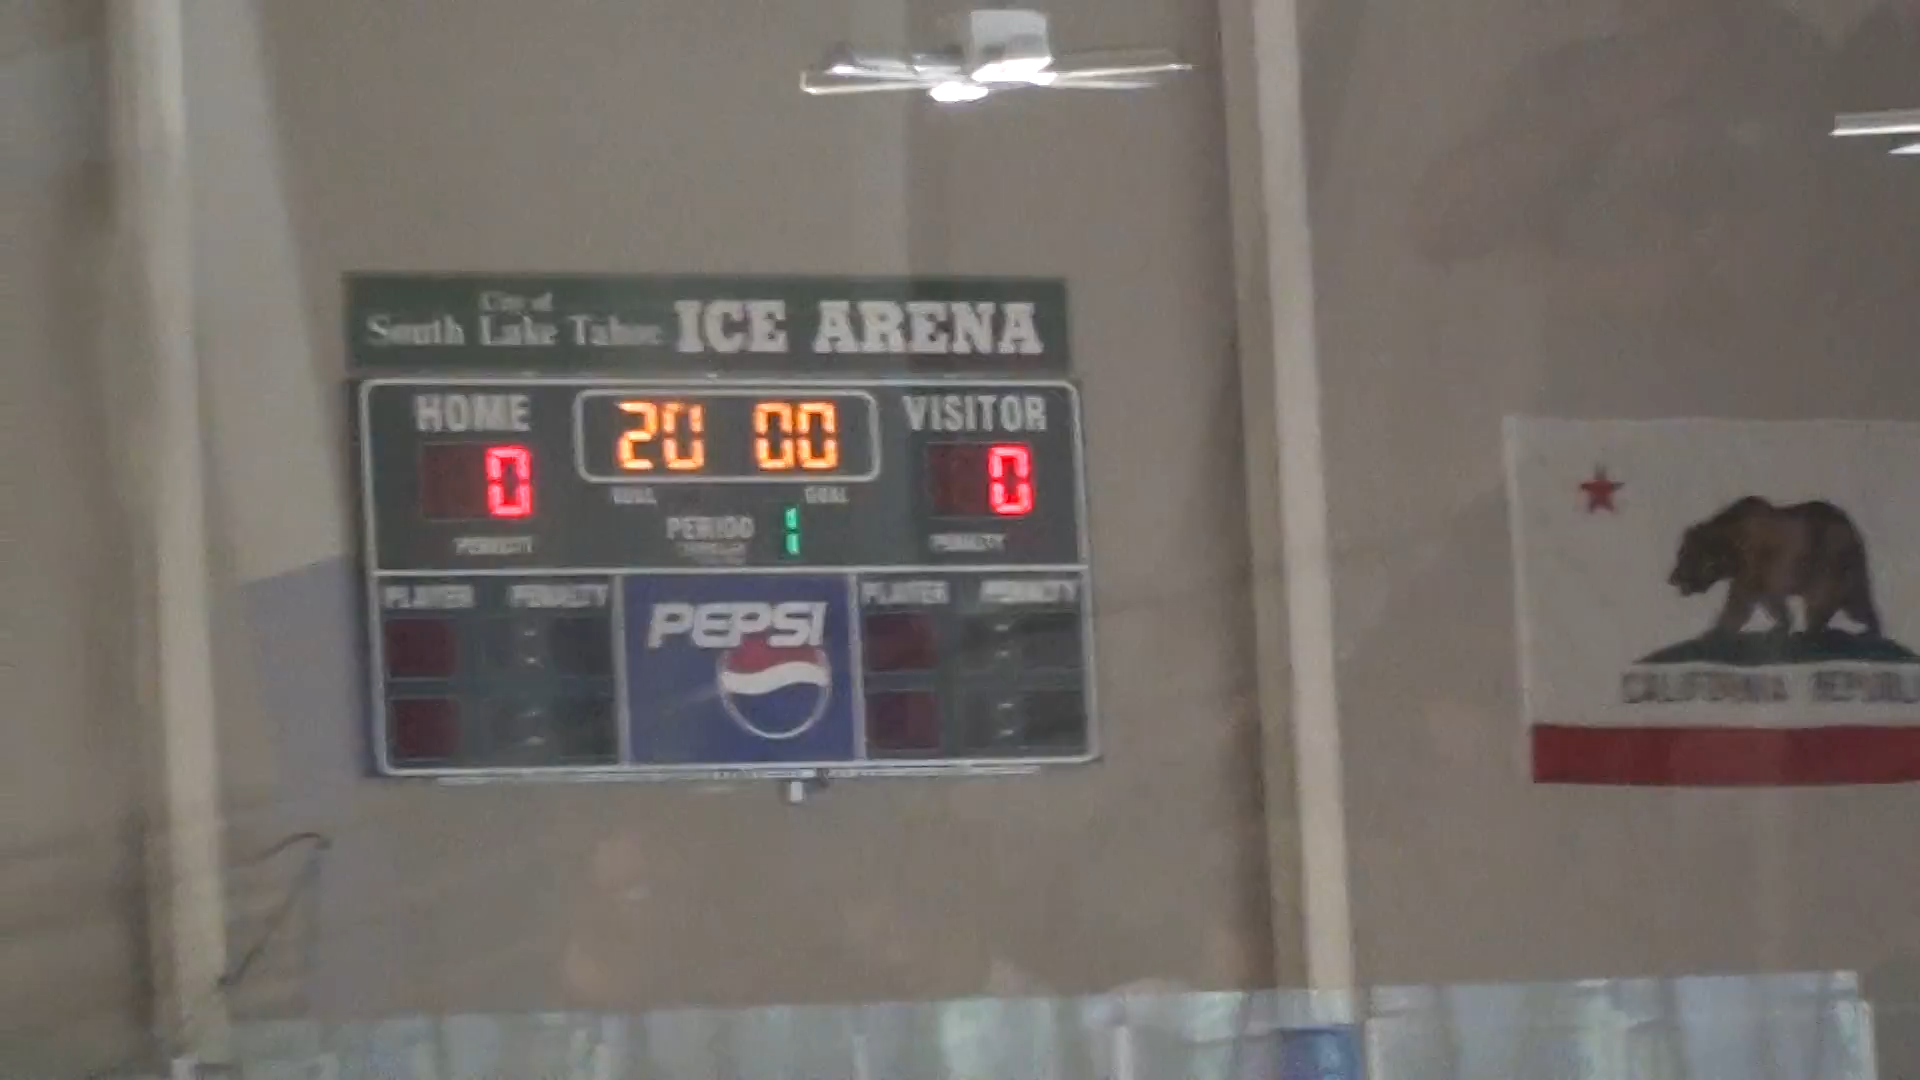 City of
South Lake Tahoe ICE ARENA
HOME 20 00 VISITOR
0 0
GOAL GOAL
PERIOD 1
PENALTY PENALTY
PLAYER PENALTY PLAYER PENALTY
PEPSI
CALIFORNIA REPUBL